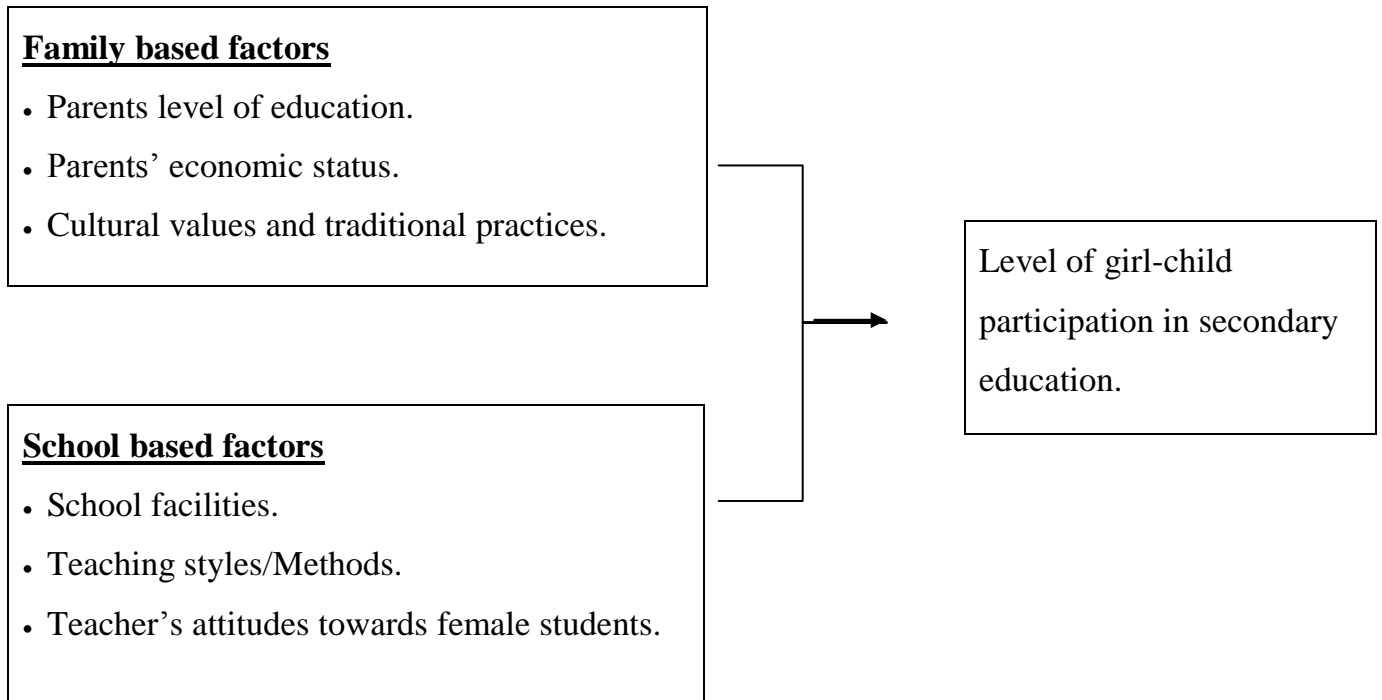 Family based factors
• Parents level of education.
• Parents’ economic status.
• Cultural values and traditional practices.
Level of girl-child
participation in secondary
education.
School based factors
• School facilities.
• Teaching styles/Methods.
• Teacher’s attitudes towards female students.